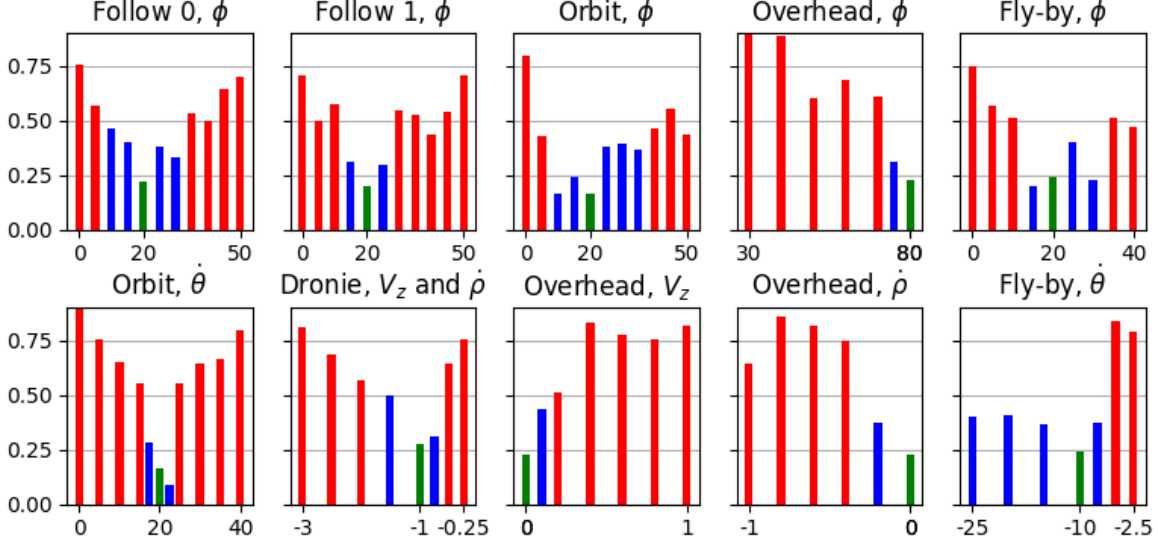 Follow 0, ϕ Follow 1, ϕ Orbit, ϕ Overhead, ϕ Fly-by, ϕ
0.75
0.50
0.25
0.00
0 20 50 0 20 50 0 20 50 30 80 0 20 40
Orbit, θ̇ Dronie, V_z and ρ̇ Overhead, V_z Overhead, ρ̇ Fly-by, θ̇
0.75
0.50
0.25
0.00
0 20 40 -3 -1 -0.25 0 1 -1 0 -25 -10 -2.5